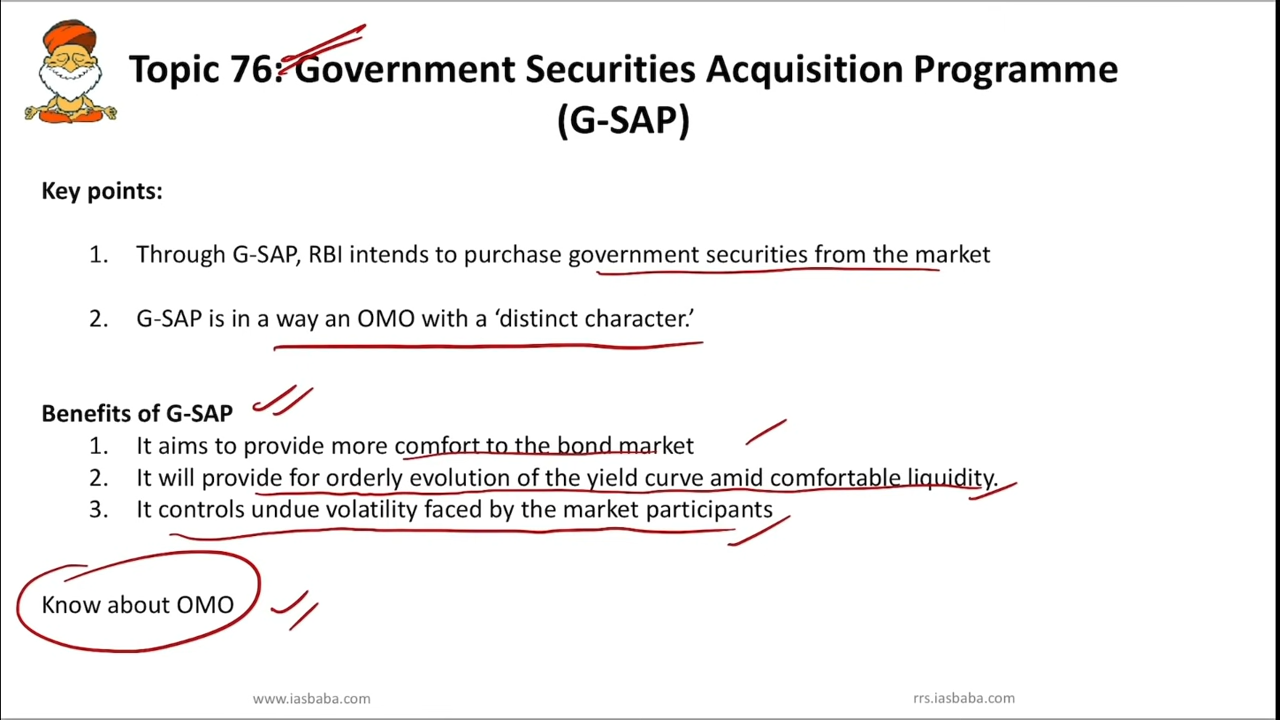 Topic 76: Government Securities Acquisition Programme
(G-SAP)
Key points:
1. Through G-SAP, RBI intends to purchase government securities from the market
2. G-SAP is in a way an OMO with a ‘distinct character.’
Benefits of G-SAP
1. It aims to provide more comfort to the bond market
2. It will provide for orderly evolution of the yield curve amid comfortable liquidity.
3. It controls undue volatility faced by the market participants
Know about OMO
www.iasbaba.com
rrs.iasbaba.com